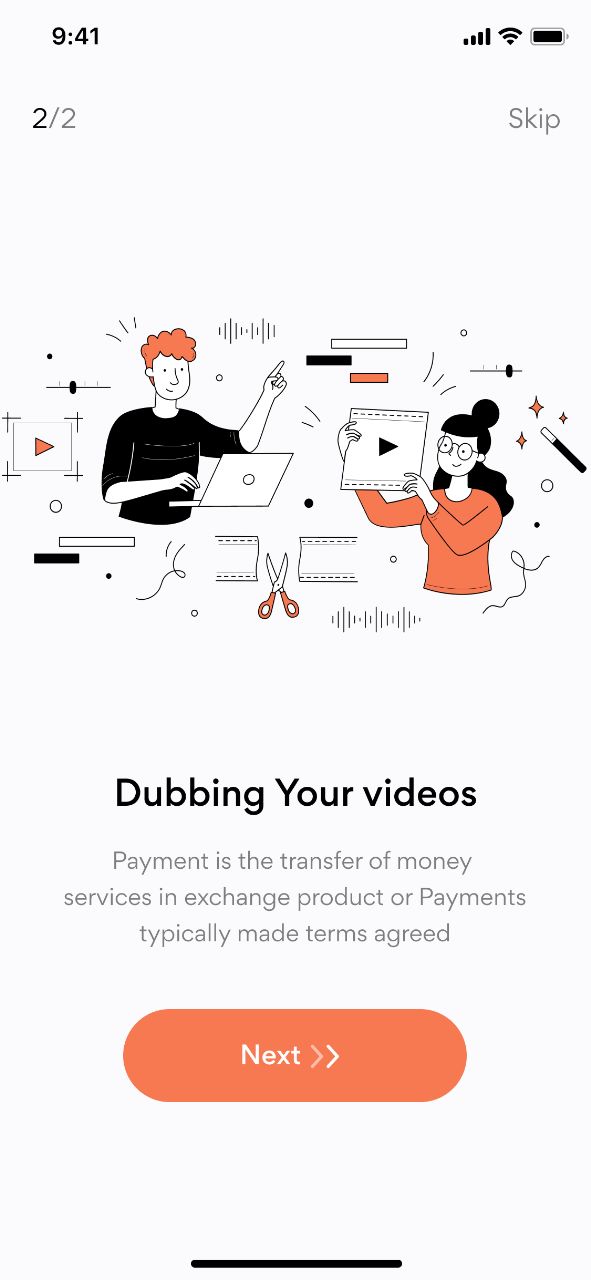 9:41
2/2
Skip
Dubbing Your videos
Payment is the transfer of money
services in exchange product or Payments
typically made terms agreed
Next